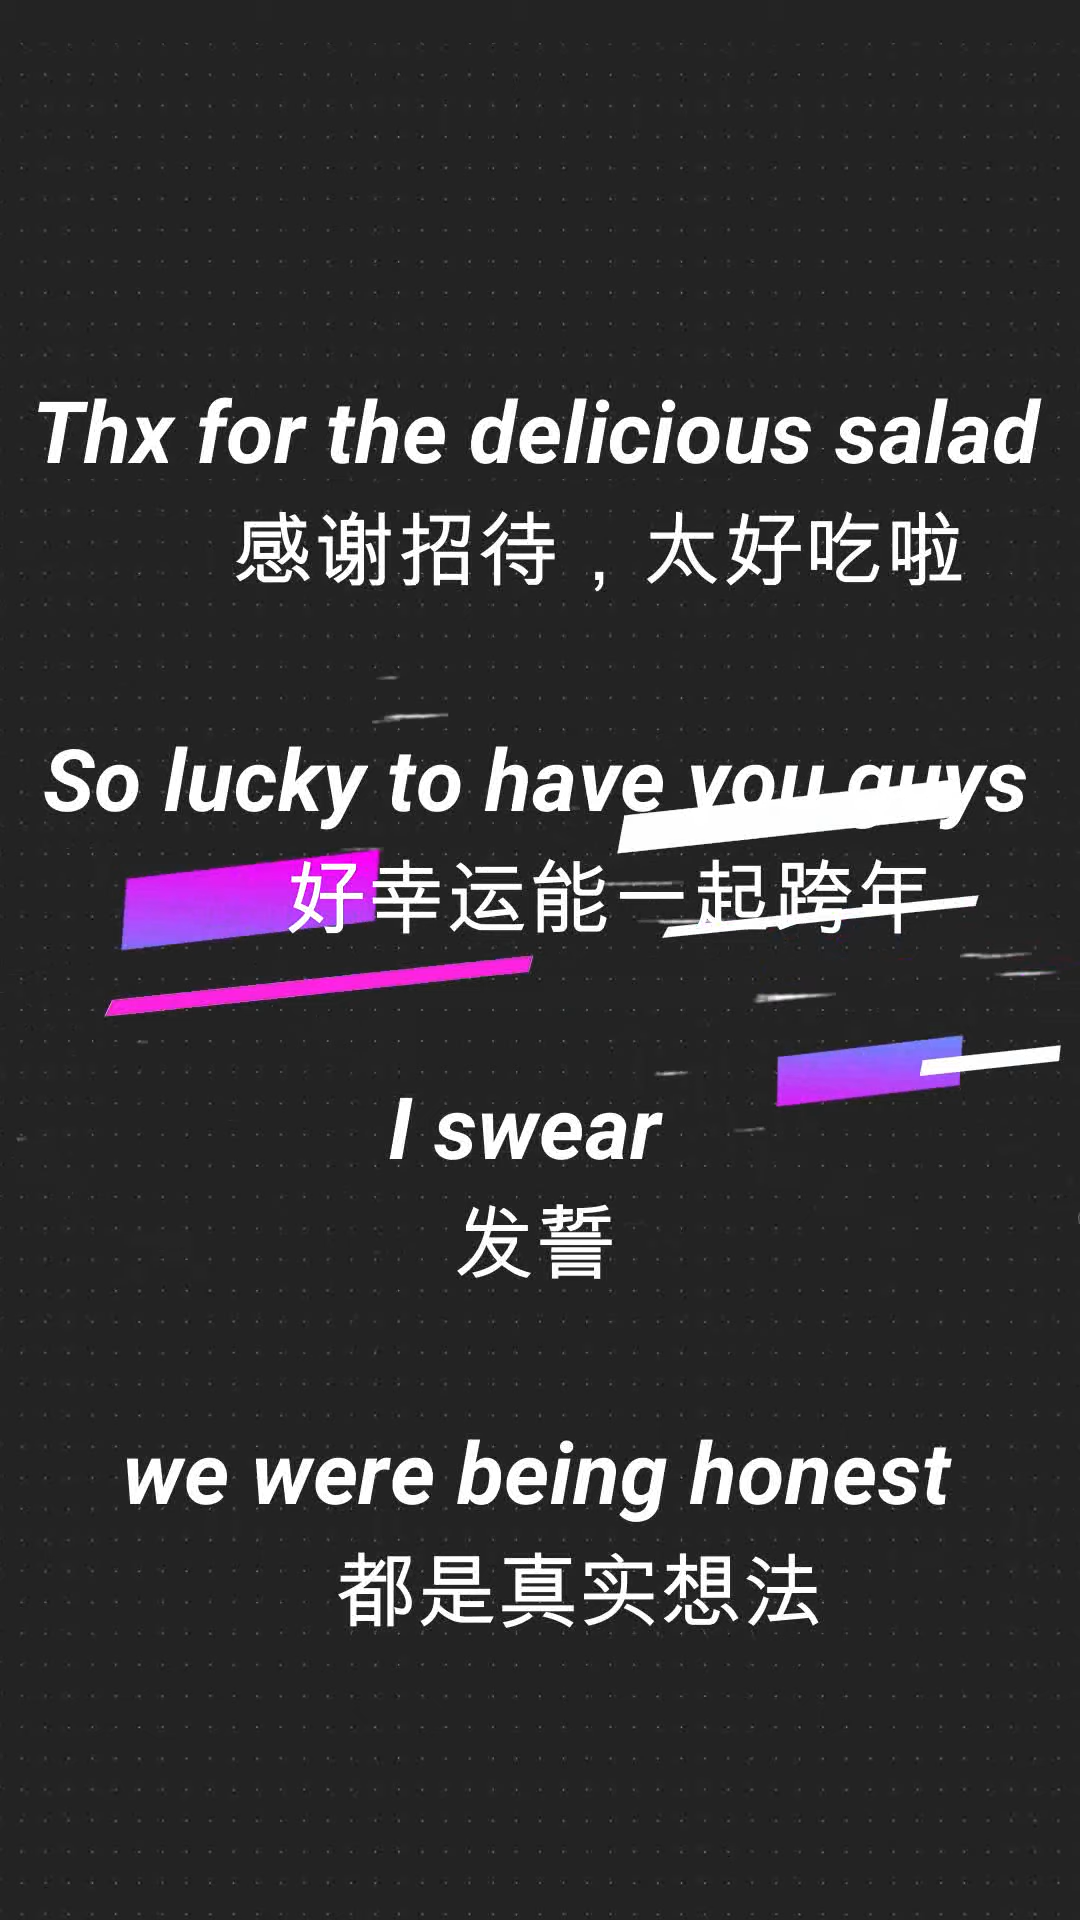 Thx for the delicious salad
感谢招待，太好吃啦
So lucky to have you guys
好幸运能一起跨年
I swear
发誓
we were being honest
都是真实想法